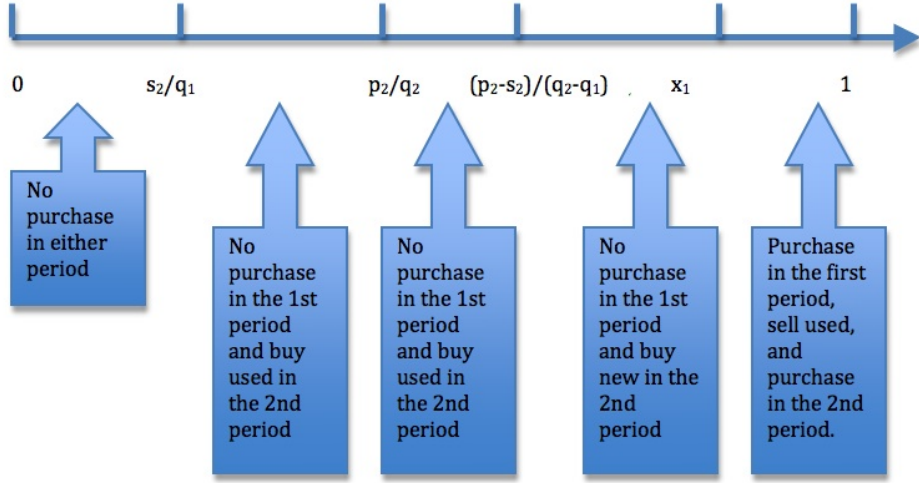 0 s₂/q₁ p₂/q₂ (p₂-s₂)/(q₂-q₁) x₁ 1
No
purchase
in either
period
No
purchase
in the 1st
period
and buy
used in
the 2nd
period
No
purchase
in the 1st
period
and buy
used in
the 2nd
period
No
purchase
in the 1st
period
and buy
new in the
2nd
period
Purchase
in the first
period,
sell used,
and
purchase
in the 2nd
period.